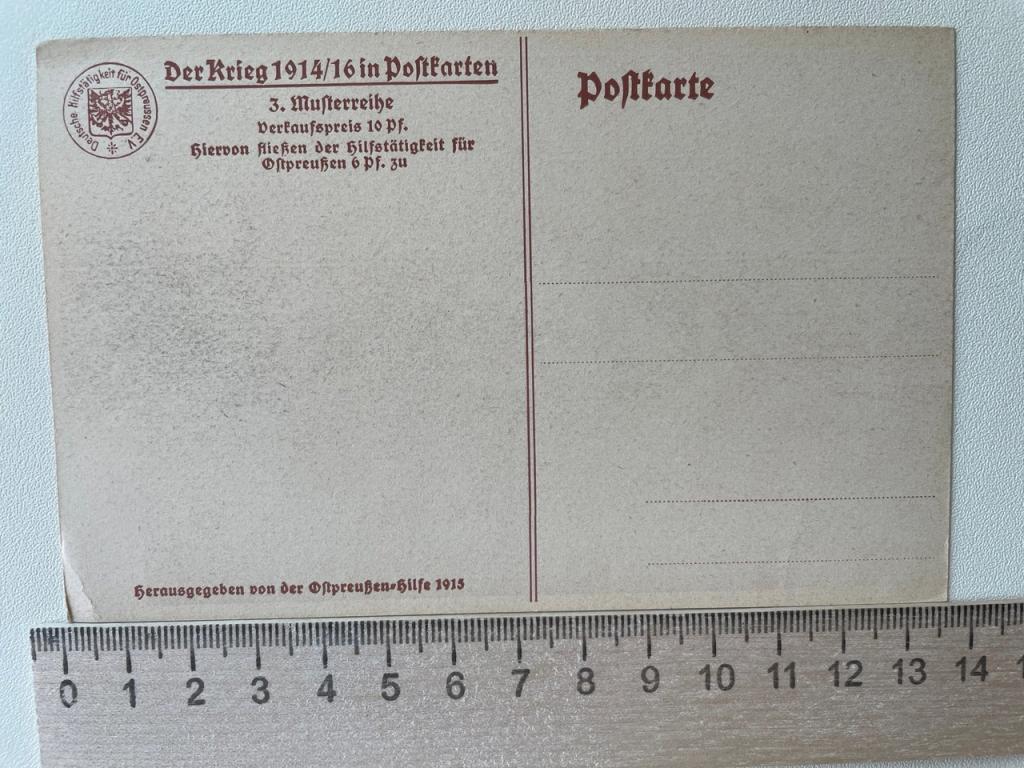 Deutsche Hilfstätigkeit für Ostpreussen E.V.
Der Krieg 1914/16 in Postkarten
3. Musterreihe
Verkaufspreis 10 Pf.
Hiervon fließen der Hilfstätigkeit für
Ostpreußen 6 Pf. zu
Postkarte
Herausgegeben von der Ostpreußen-Hilfe 1915
0 1 2 3 4 5 6 7 8 9 10 11 12 13 14